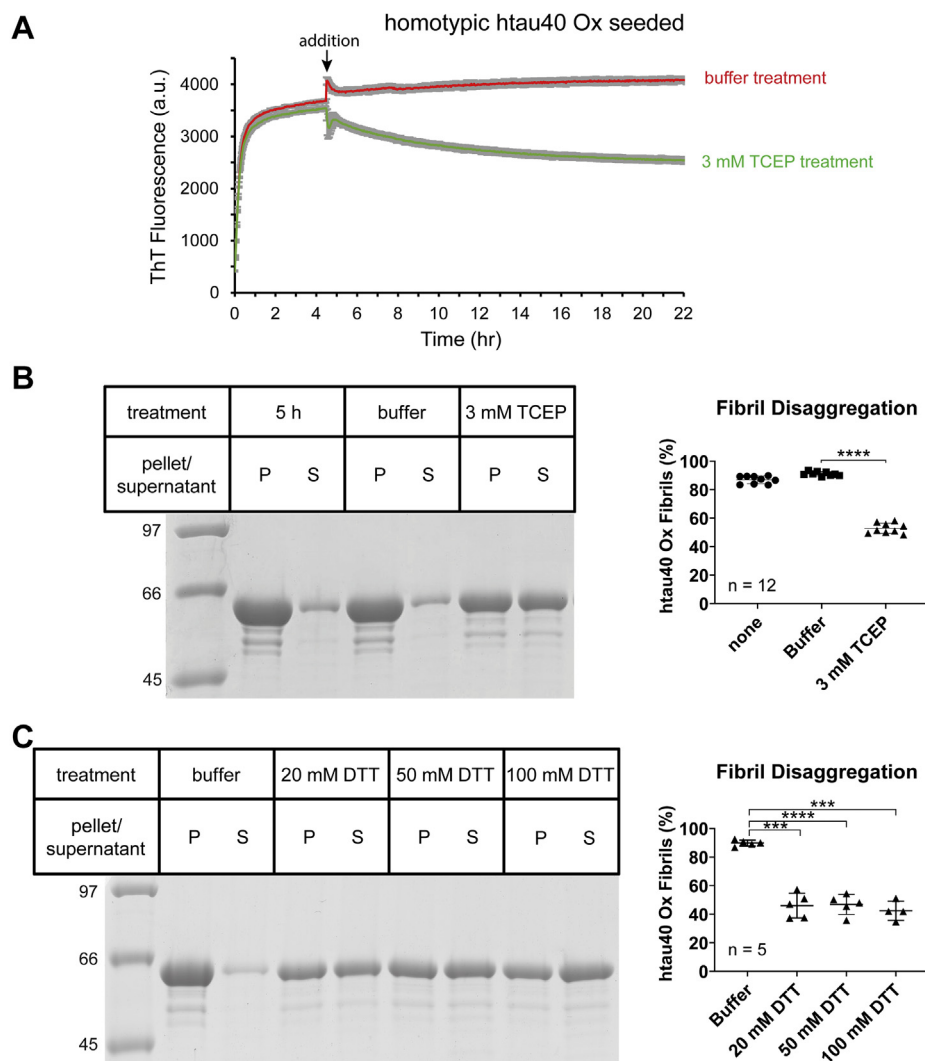 A
homotypic htau40 Ox seeded
addition
ThT Fluorescence (a.u.)
4000
3000
2000
1000
0
buffer treatment
3 mM TCEP treatment
0 2 4 6 8 10 12 14 16 18 20 22
Time (hr)
B
treatment 5 h buffer 3 mM TCEP
pellet/
supernatant
P S P S P S
97
66
45
Fibril Disaggregation
****
htau40 Ox Fibrils (%)
100
80
60
40
20
0
n = 12
none
Buffer
3 mM TCEP
C
treatment buffer 20 mM DTT 50 mM DTT 100 mM DTT
pellet/
supernatant
P S P S P S P S
97
66
45
Fibril Disaggregation
***
****
***
htau40 Ox Fibrils (%)
100
80
60
40
20
0
n = 5
Buffer
20 mM DTT
50 mM DTT
100 mM DTT